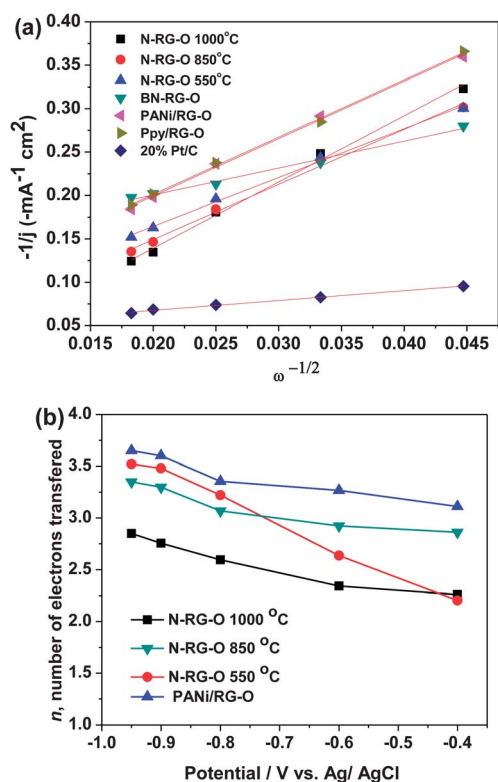 (a)
N-RG-O 1000°C
N-RG-O 850°C
N-RG-O 550°C
BN-RG-O
PANi/RG-O
Ppy/RG-O
20% Pt/C
-1/j (-mA⁻¹ cm²)
0.40
0.35
0.30
0.25
0.20
0.15
0.10
0.05
0.015 0.020 0.025 0.030 0.035 0.040 0.045
ω⁻¹/²
(b)
n, number of electrons transfered
4.0
3.5
3.0
2.5
2.0
1.5
1.0
N-RG-O 1000 °C
N-RG-O 850 °C
N-RG-O 550 °C
PANi/RG-O
-1.0 -0.9 -0.8 -0.7 -0.6 -0.5 -0.4
Potential / V vs. Ag/ AgCl